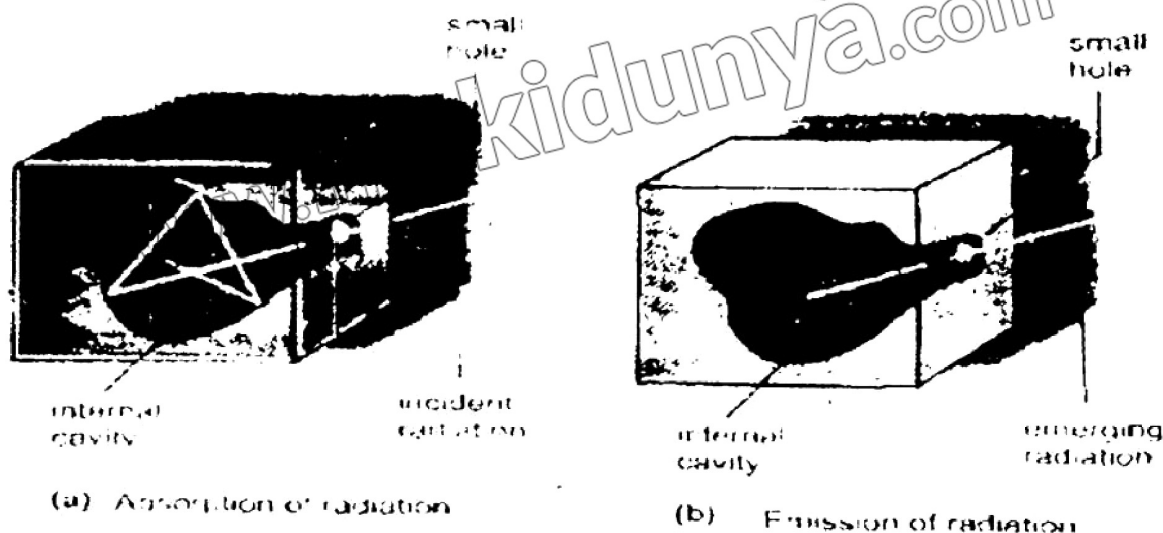 small
hole
kidunya.com
small
hole
internal
cavity
incident
radiation
internal
cavity
emerging
radiation
(a) Absorption of radiation
(b) Emission of radiation